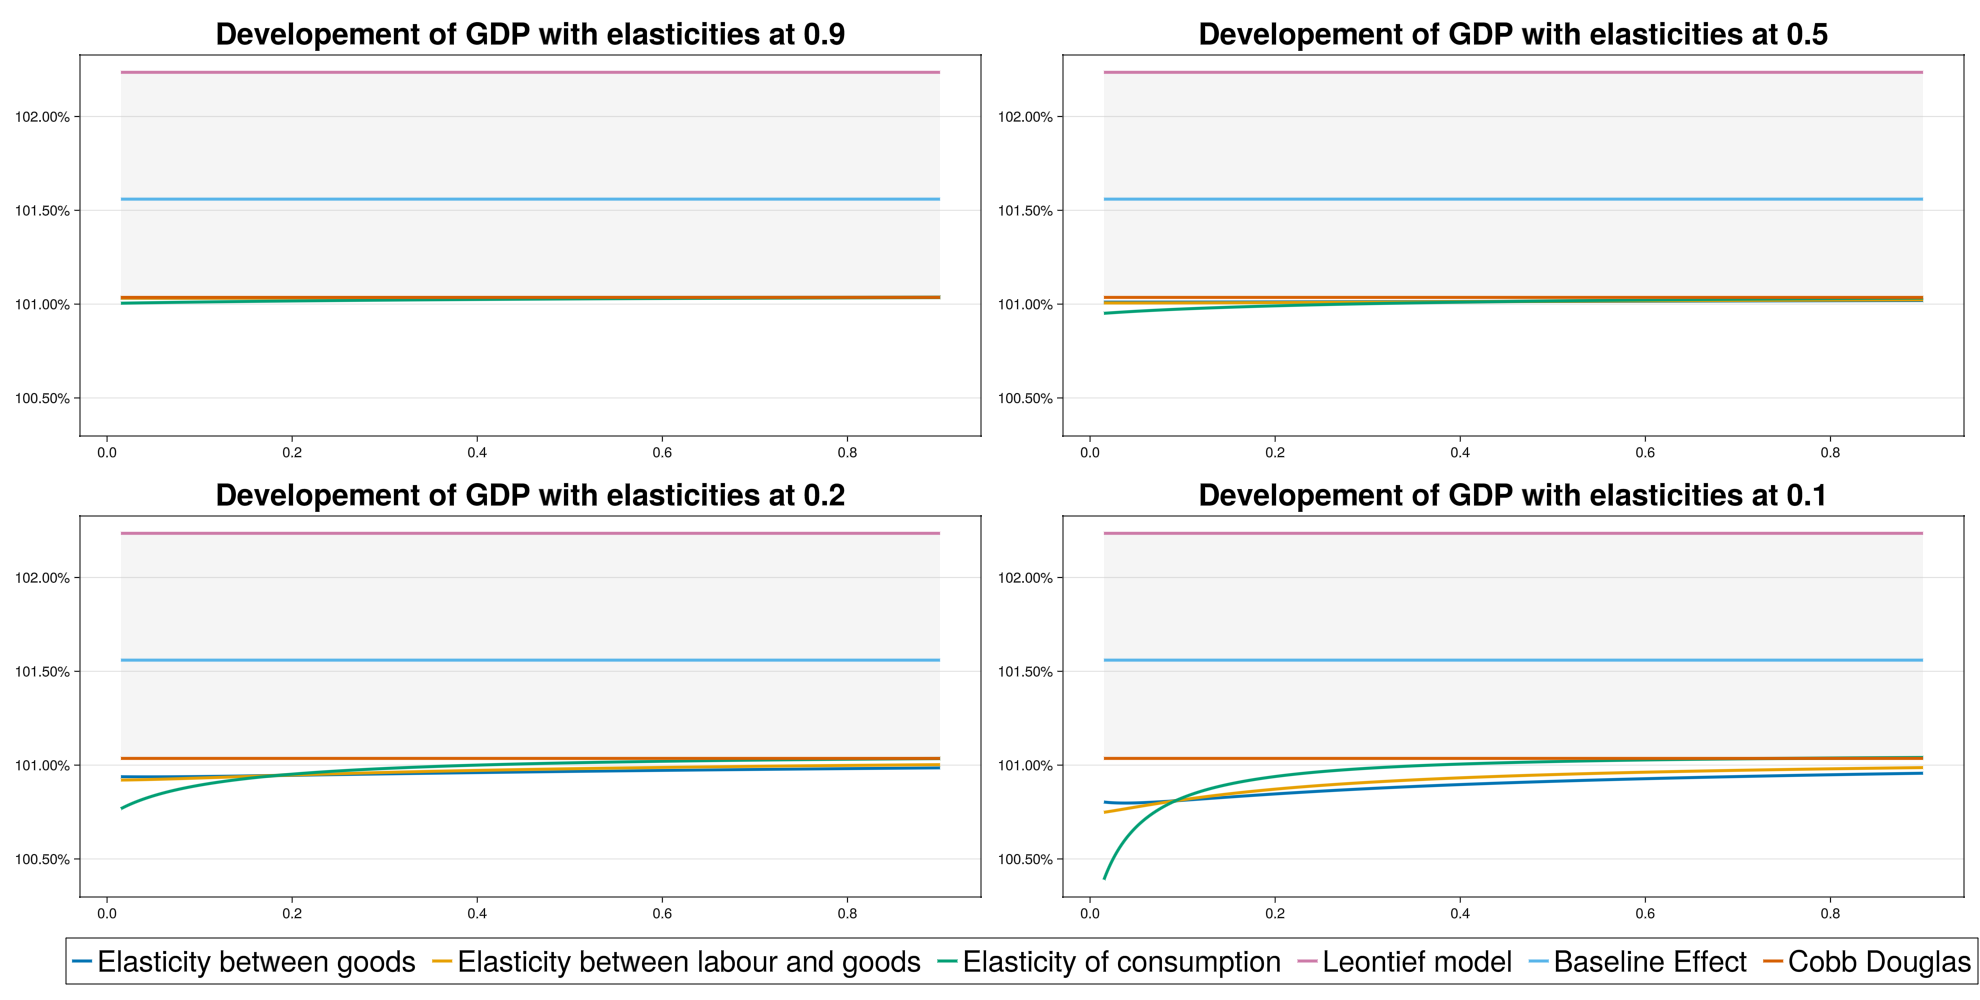 Developement of GDP with elasticities at 0.9
102.00%
101.50%
101.00%
100.50%
0.0 0.2 0.4 0.6 0.8
Developement of GDP with elasticities at 0.5
102.00%
101.50%
101.00%
100.50%
0.0 0.2 0.4 0.6 0.8
Developement of GDP with elasticities at 0.2
102.00%
101.50%
101.00%
100.50%
0.0 0.2 0.4 0.6 0.8
Developement of GDP with elasticities at 0.1
102.00%
101.50%
101.00%
100.50%
0.0 0.2 0.4 0.6 0.8
Elasticity between goods Elasticity between labour and goods Elasticity of consumption Leontief model Baseline Effect Cobb Douglas